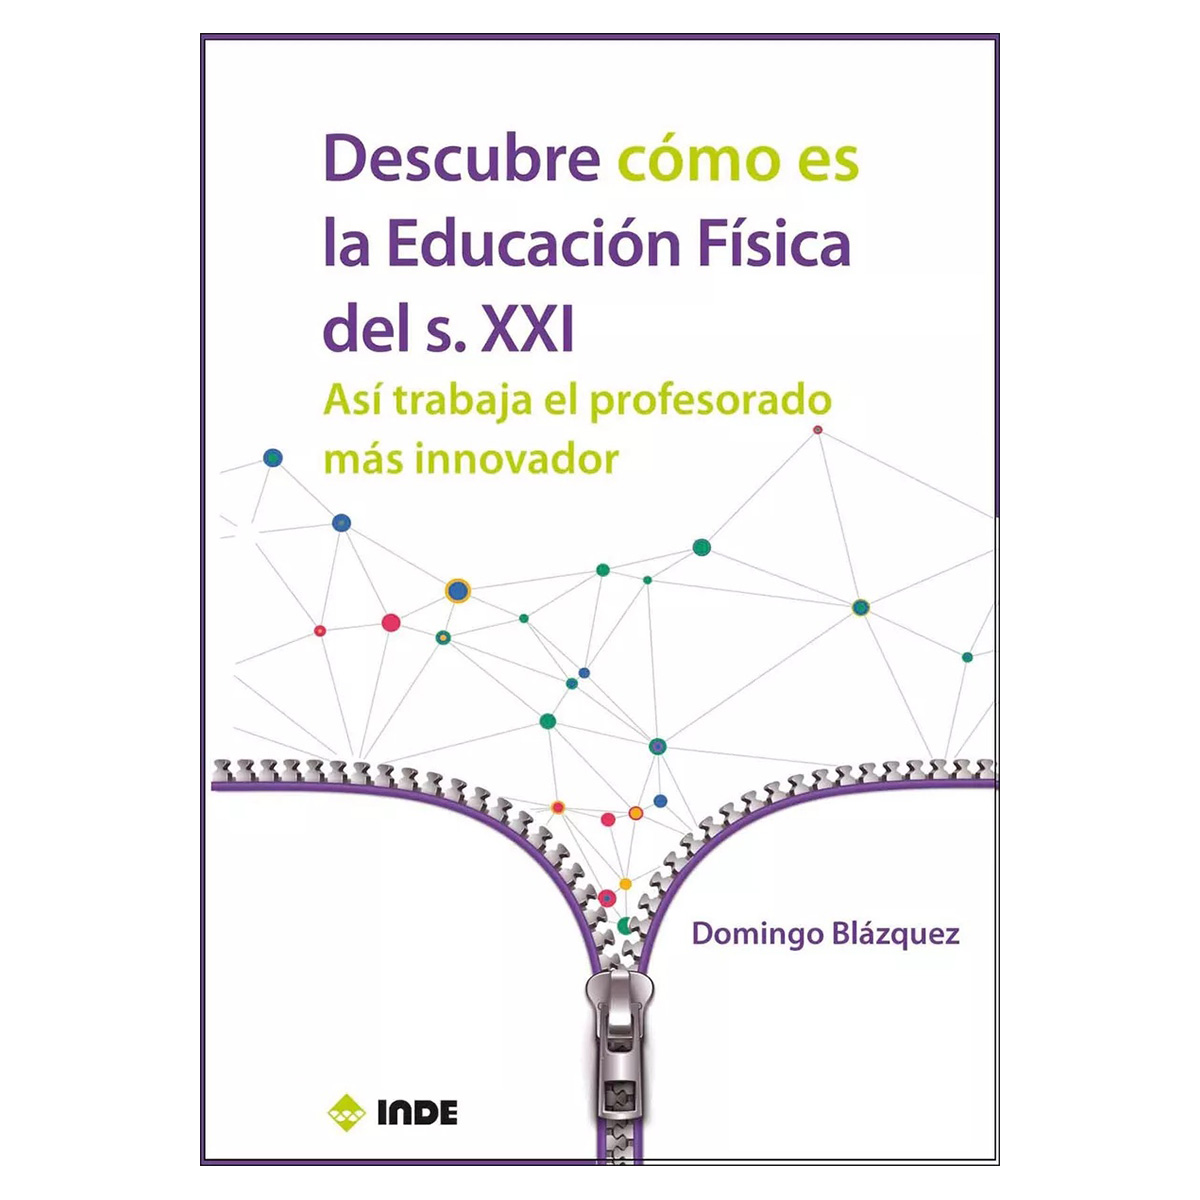 Descubre cómo es
la Educación Física
del s. XXI
Así trabaja el profesorado
más innovador
Domingo Blázquez
INDE